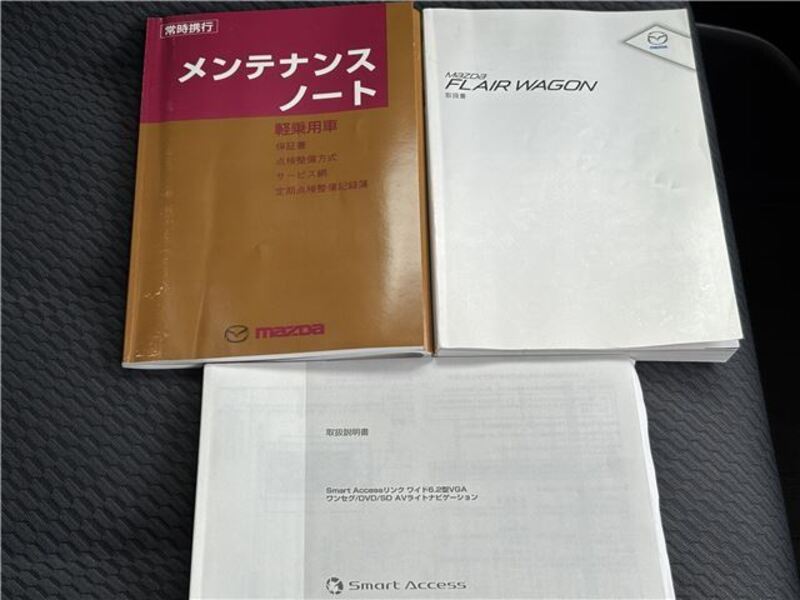 常時携行
メンテナンス
ノート
軽乗用車
保証書
点検整備方式
サービス網
定期点検整備記録簿
mazda
mazda
FLAIR WAGON
取扱書
取扱説明書
Smart Accessリンク ワイド6.2型VGA
ワンセグ/DVD/SD AVライトナビゲーション
Smart Access